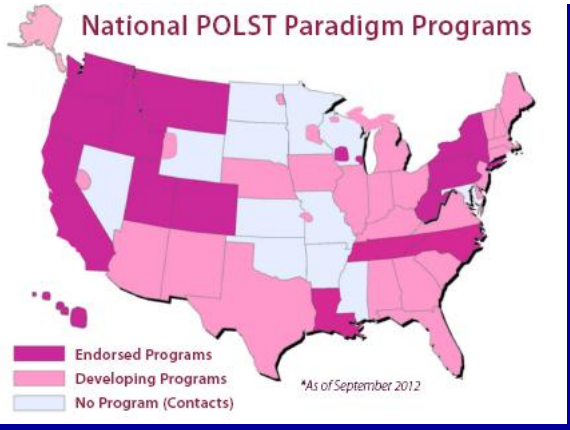 National POLST Paradigm Programs
Endorsed Programs
Developing Programs
No Program (Contacts)
*As of September 2012